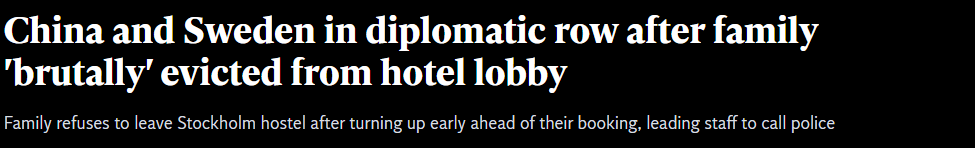 China and Sweden in diplomatic row after family
'brutally' evicted from hotel lobby
Family refuses to leave Stockholm hostel after turning up early ahead of their booking, leading staff to call police